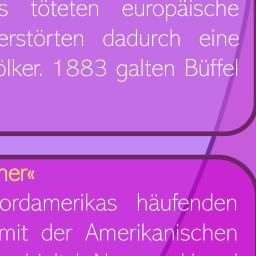 töteten europäische
erstörten dadurch eine
ölker. 1883 galten Büffel
ner«
ordamerikas häufenden
mit der Amerikanischen